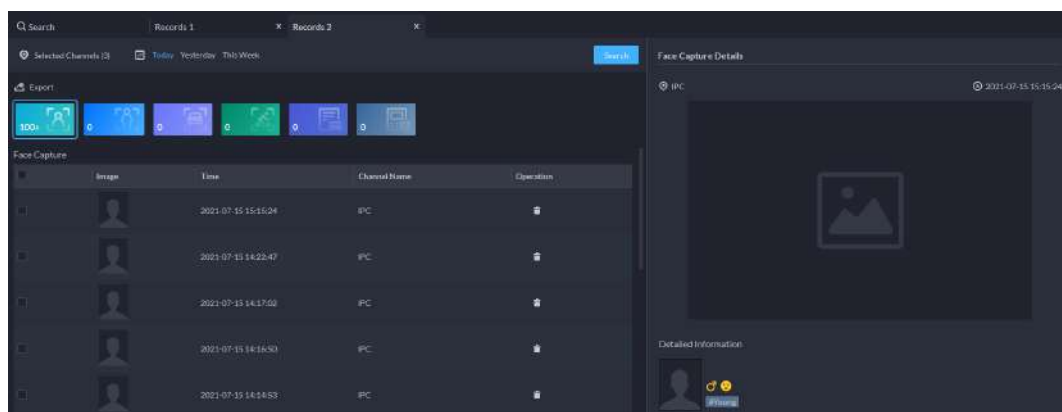 Search Records 1 × Records 2 ×
Selected Channels (3) Today Yesterday This Week Search
Export
100+ 0 0 0 0 0
Face Capture
Image Time Channel Name Operation
2021-07-15 15:15:24 IPC
2021-07-15 14:22:47 IPC
2021-07-15 14:17:02 IPC
2021-07-15 14:16:50 IPC
2021-07-15 14:14:53 IPC
Face Capture Details
IPC 2021-07-15 15:15:24
Detailed Information
#Young